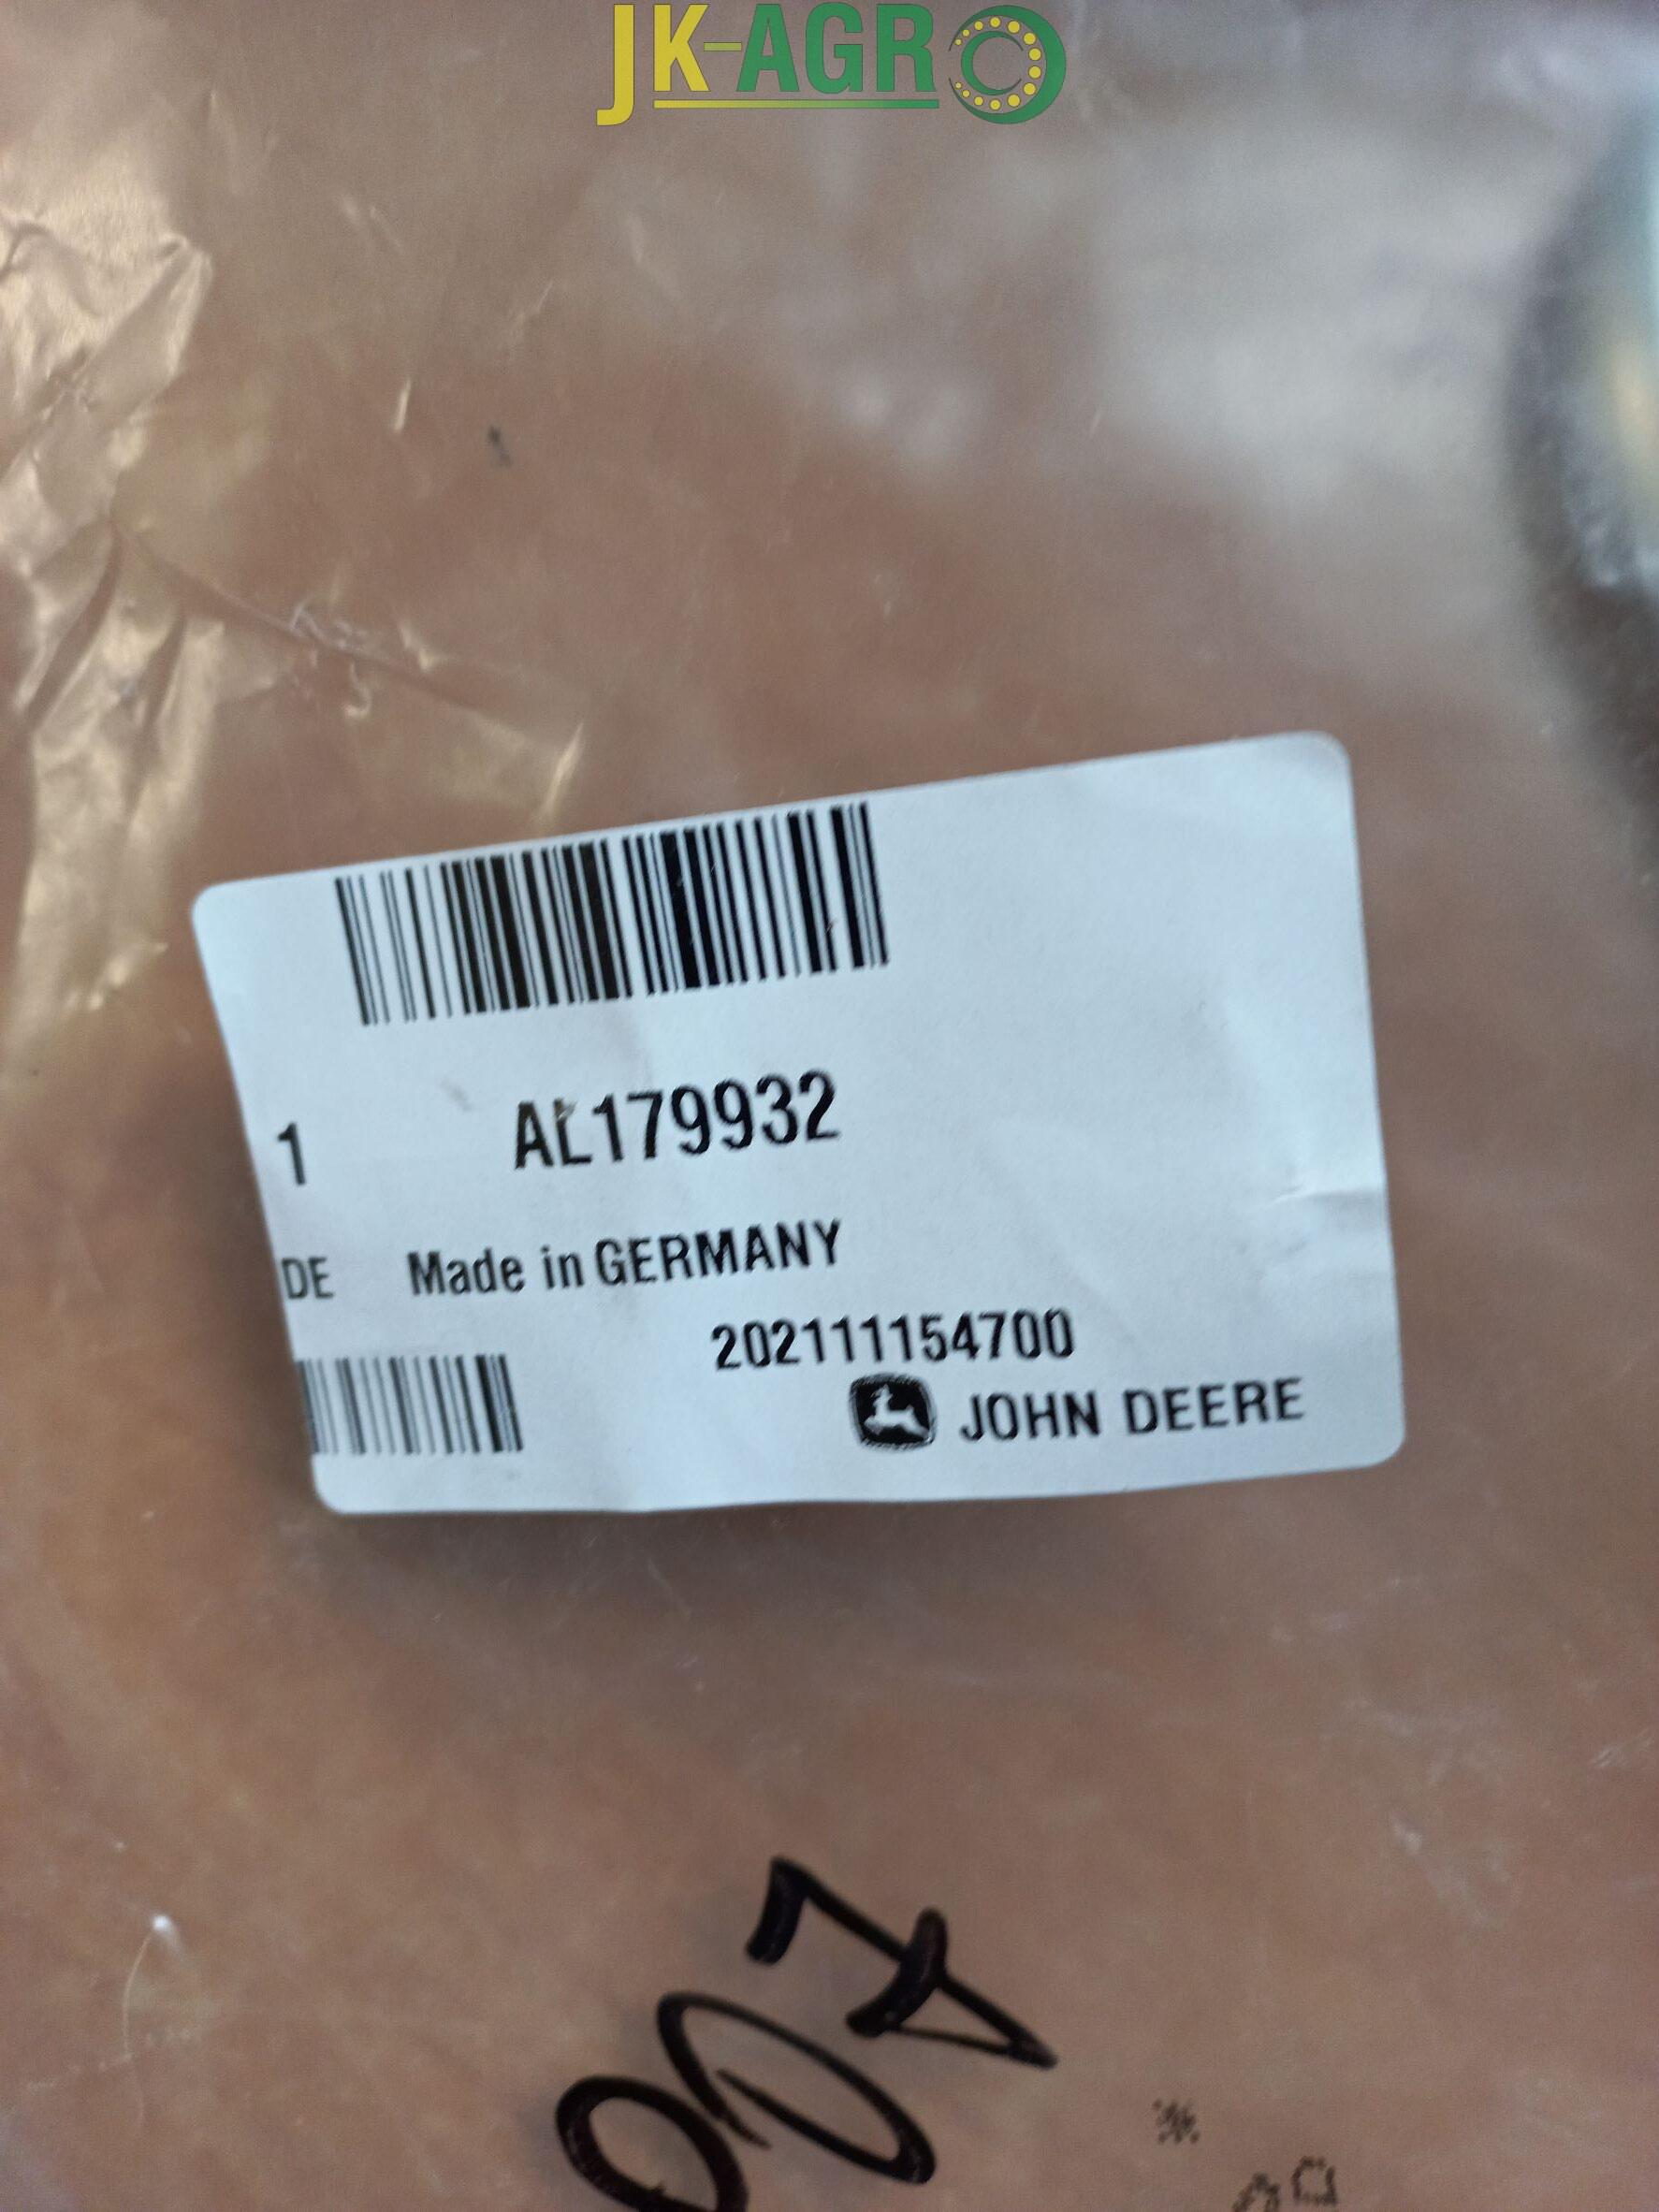 JK-AGRO
1 AL179932
DE Made in GERMANY
202111154700
JOHN DEERE